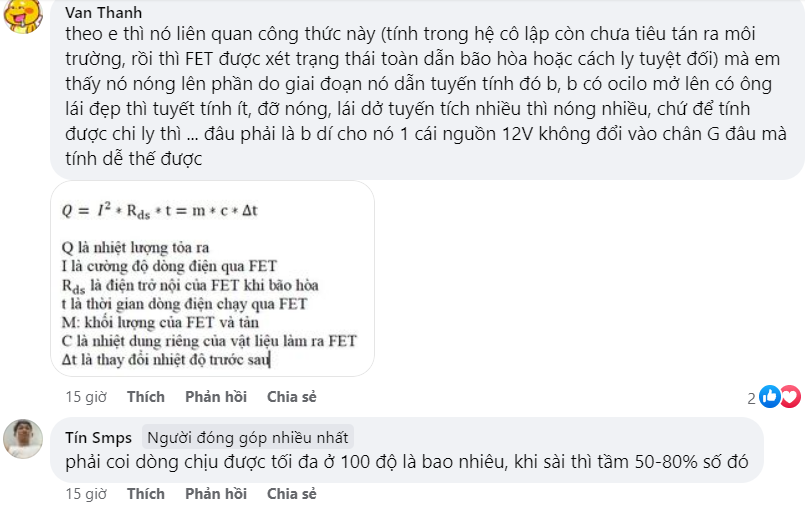 Van Thanh
theo e thì nó liên quan công thức này (tính trong hệ cô lập còn chưa tiêu tán ra môi
trường, rồi thì FET được xét trạng thái toàn dẫn bão hòa hoặc cách ly tuyệt đối) mà em
thấy nó nóng lên phần do giai đoạn nó dẫn tuyến tính đó b, b có ocilo mở lên có ông
lái đẹp thì tuyết tính ít, đỡ nóng, lái dở tuyến tích nhiều thì nóng nhiều, chứ để tính
được chi ly thì ... đâu phải là b dí cho nó 1 cái nguồn 12V không đổi vào chân G đâu mà
tính dễ thế được
Q = I² * Rds * t = m * c * Δt
Q là nhiệt lượng tỏa ra
I là cường độ dòng điện qua FET
Rds là điện trở nội của FET khi bão hòa
t là thời gian dòng điện chạy qua FET
M: khối lượng của FET và tản
C là nhiệt dung riêng của vật liệu làm ra FET
Δt là thay đổi nhiệt độ trước sau
15 giờ Thích Phản hồi Chia sẻ 2
Tín Smps Người đóng góp nhiều nhất
phải coi dòng chịu được tối đa ở 100 độ là bao nhiêu, khi sài thì tầm 50-80% số đó
15 giờ Thích Phản hồi Chia sẻ